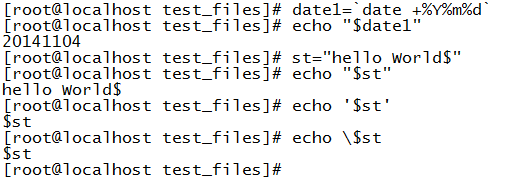 [root@localhost test_files]# date1=`date +%Y%m%d`
[root@localhost test_files]# echo "$date1"
20141104
[root@localhost test_files]# st="hello World$"
[root@localhost test_files]# echo "$st"
hello World$
[root@localhost test_files]# echo '$st'
$st
[root@localhost test_files]# echo \$st
$st
[root@localhost test_files]#